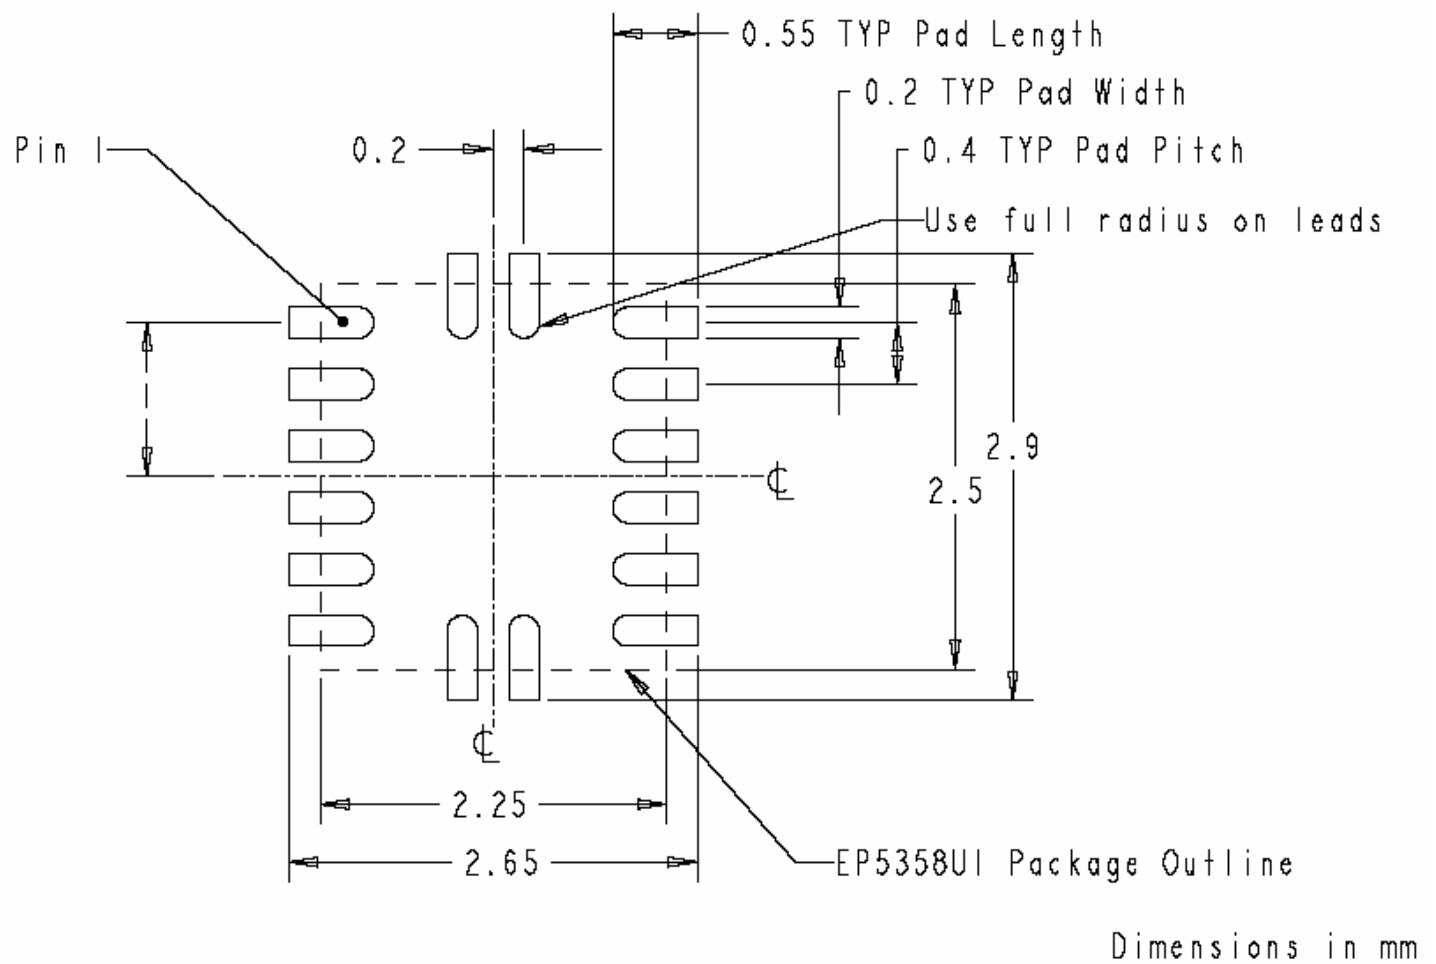 0.55 TYP Pad Length
0.2 TYP Pad Width
Pin 1
0.2
0.4 TYP Pad Pitch
Use full radius on leads
2.9
2.5
2.25
2.65
EP5358UI Package Outline
Dimensions in mm